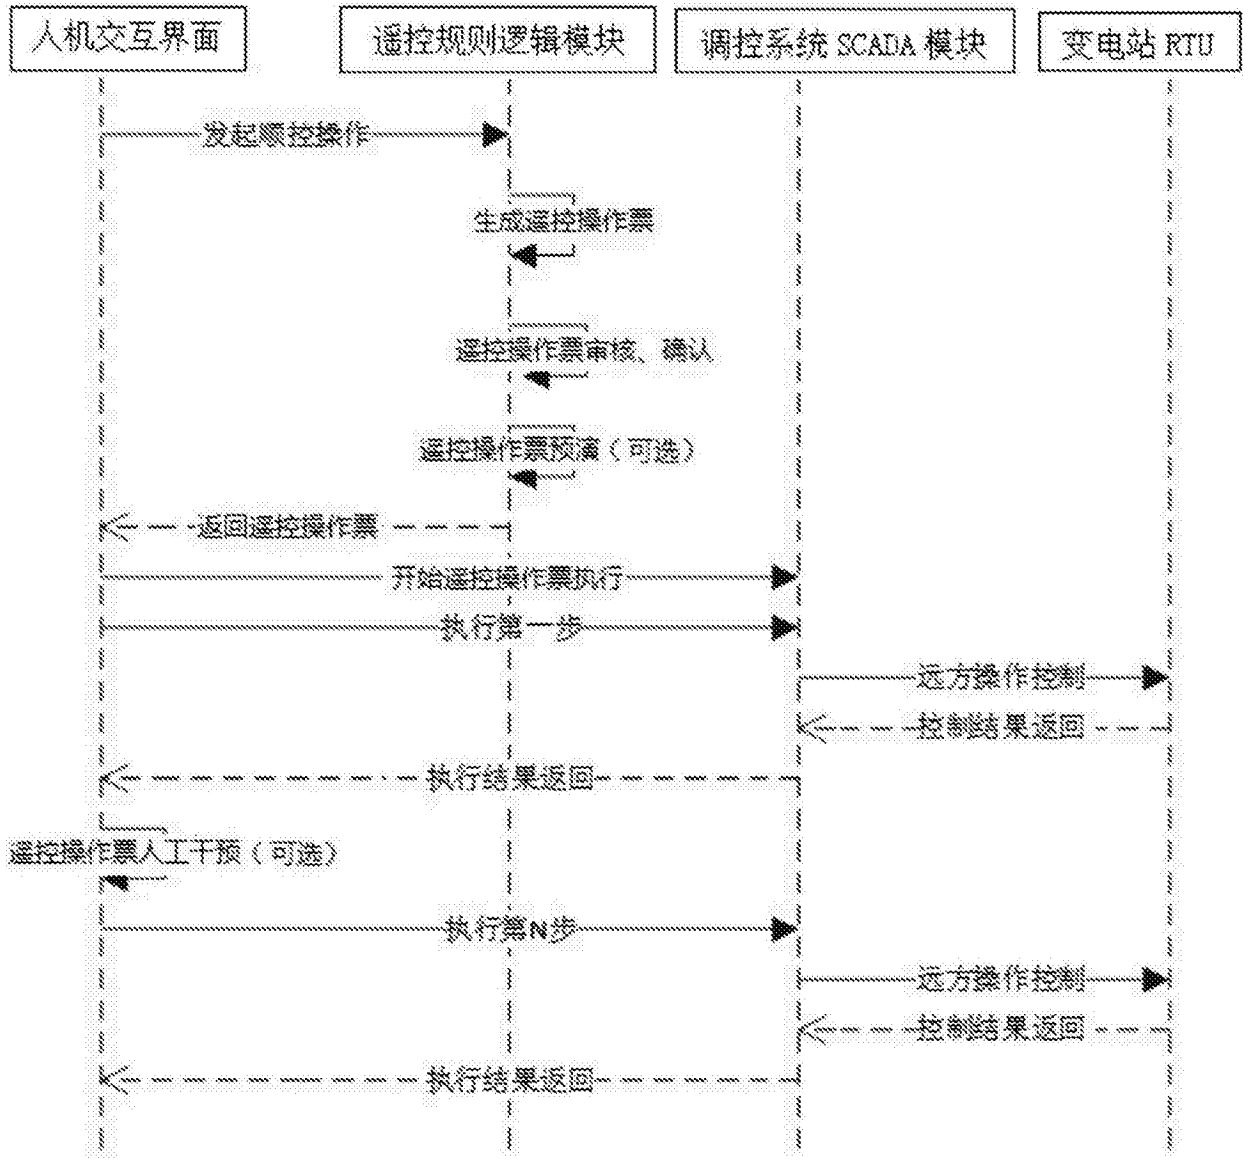 人机交互界面
遥控规则逻辑模块
调控系统 SCADA 模块
变电站 RTU
发起顺控操作
生成遥控操作票
遥控操作票审核、确认
遥控操作票预演（可选）
返回遥控操作票
开始遥控操作票执行
执行第一步
远方操作控制
控制结果返回
执行结果返回
遥控操作票人工干预（可选）
执行第N步
远方操作控制
控制结果返回
执行结果返回